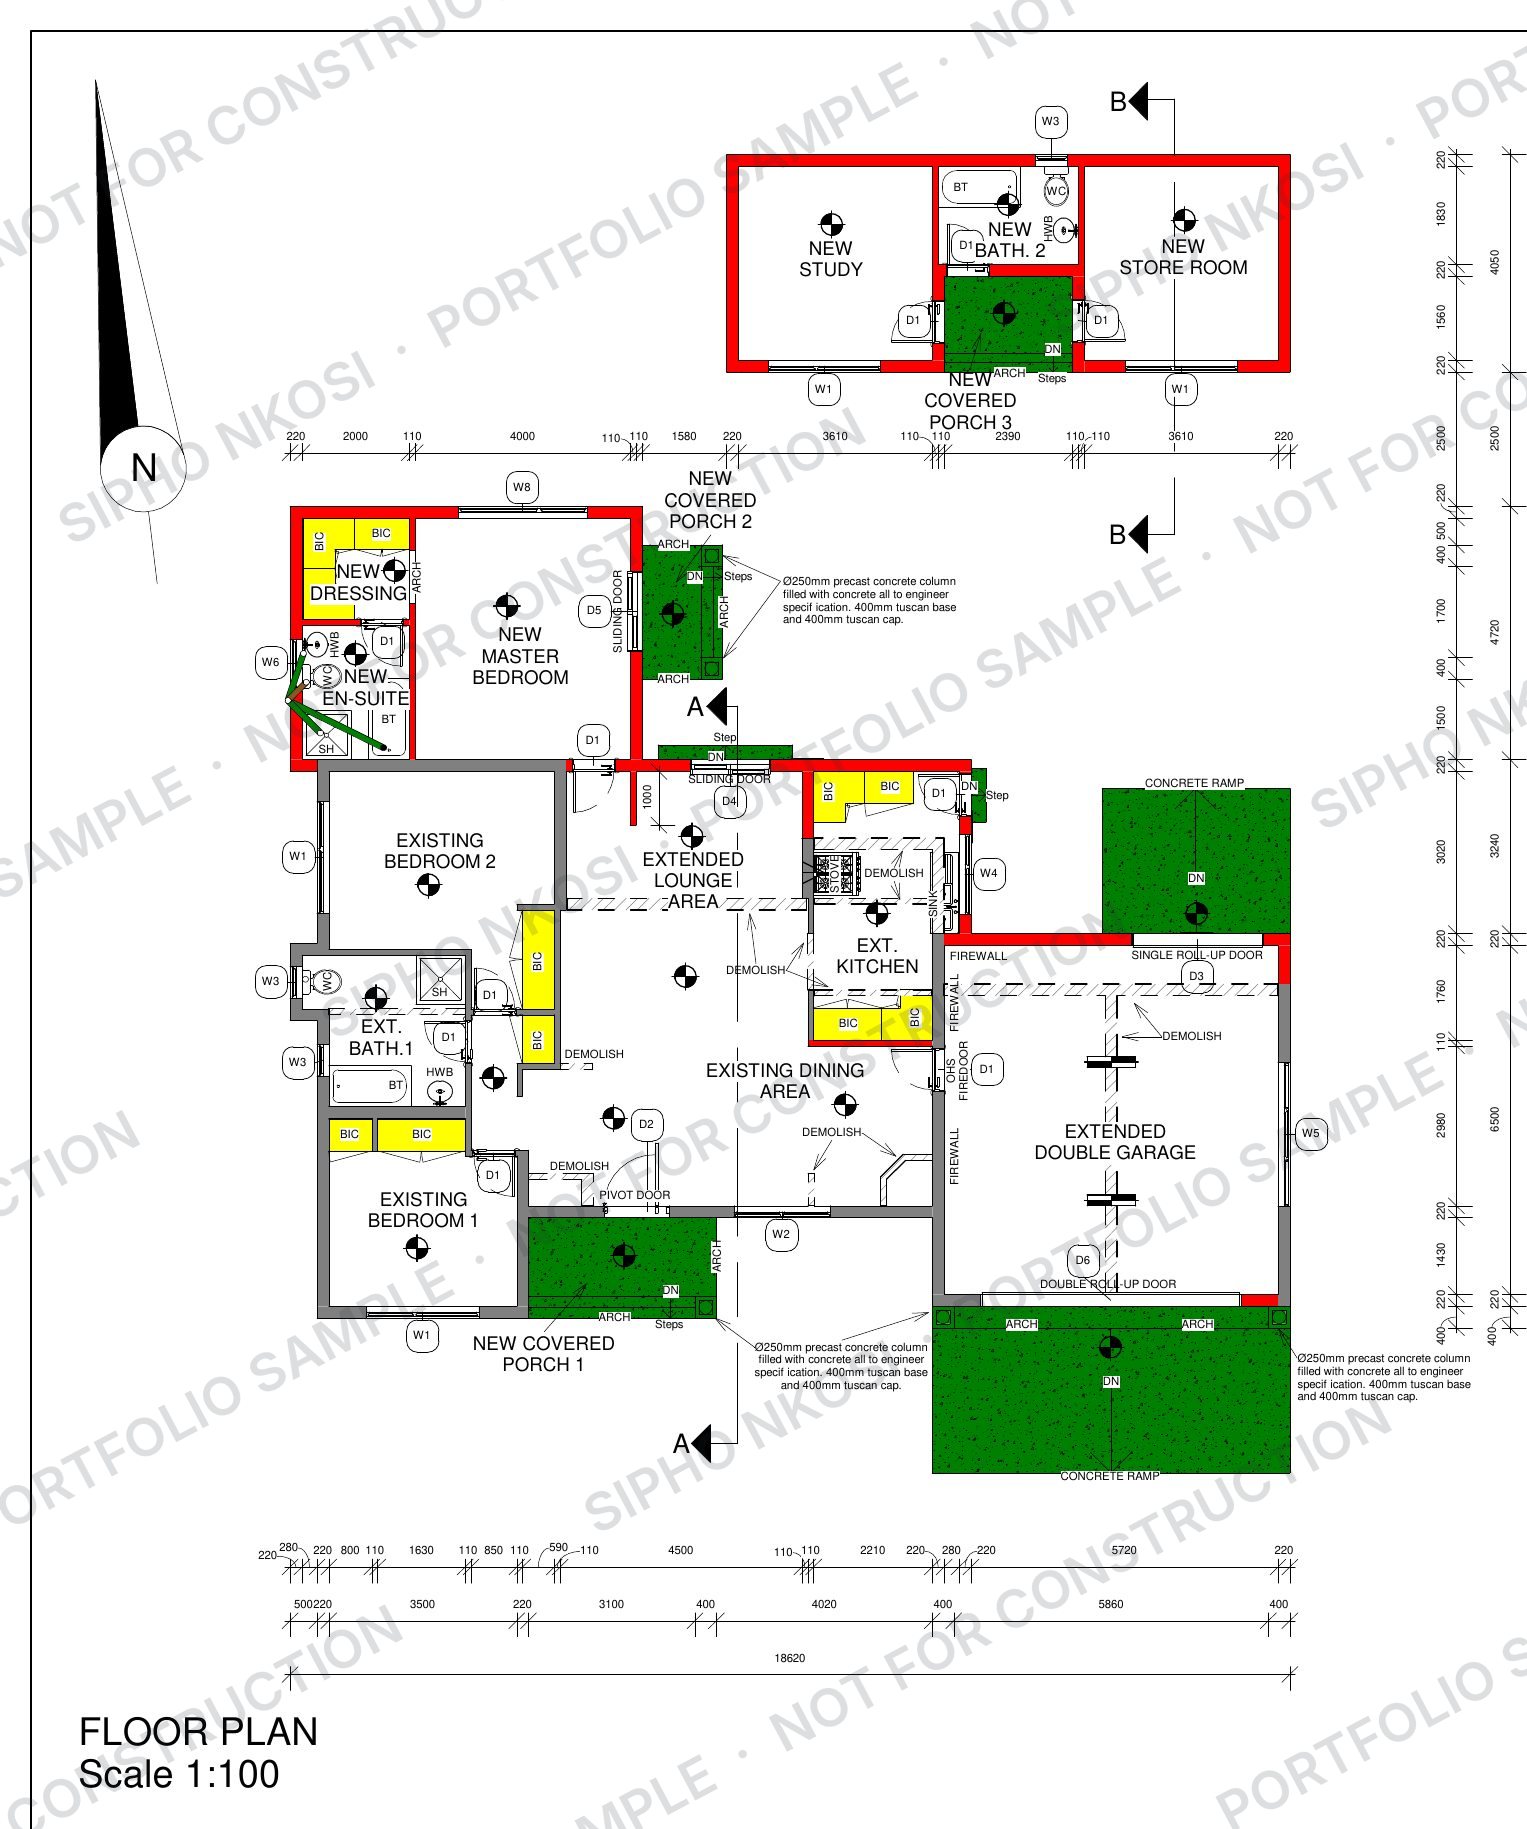 SIPHO NKOSI · PORTFOLIO SAMPLE · NOT FOR CONSTRUCTION
N
B
W3
BT
WC
HWB
D1
NEW
STUDY
NEW
BATH. 2
NEW
STORE ROOM
D1
D1
DN
ARCH
Steps
W1
W1
NEW
COVERED
PORCH 3
220 2000 110 4000 110 110 1580 220 3610 110 110 2390 110 110 3610 220
W8
NEW
COVERED
PORCH 2
B
BIC
BIC
NEW
DRESSING
ARCH
ARCH
DN
Steps
ARCH
ARCH
SLIDING DOOR
D5
Ø250mm precast concrete column
filled with concrete all to engineer
specif ication. 400mm tuscan base
and 400mm tuscan cap.
NEW
MASTER
BEDROOM
W6
HWB
D1
WC
NEW
EN-SUITE
BT
SH
A
Step
DN
SLIDING DOOR
D4
D1
1000
BIC
BIC
D1
DN
Step
CONCRETE RAMP
DN
W1
EXISTING
BEDROOM 2
EXTENDED
LOUNGE
AREA
STOVE
DEMOLISH
SINK
W4
EXT.
KITCHEN
DEMOLISH
FIREWALL
SINGLE ROLL-UP DOOR
D3
W3
WC
SH
D1
BIC
BIC
BIC
BIC
FIREWALL
DEMOLISH
EXT.
BATH.1
D1
W3
BT
HWB
DEMOLISH
EXISTING DINING
AREA
OHS
FIREDOOR
D1
D2
DEMOLISH
FIREWALL
EXTENDED
DOUBLE GARAGE
W5
BIC
BIC
D1
DEMOLISH
PIVOT DOOR
EXISTING
BEDROOM 1
W2
ARCH
DN
ARCH
Steps
W1
NEW COVERED
PORCH 1
D6
DOUBLE ROLL-UP DOOR
ARCH
ARCH
DN
CONCRETE RAMP
Ø250mm precast concrete column
filled with concrete all to engineer
specif ication. 400mm tuscan base
and 400mm tuscan cap.
Ø250mm precast concrete column
filled with concrete all to engineer
specif ication. 400mm tuscan base
and 400mm tuscan cap.
A
220 1830 220 1560 220 2500 220 500 400 1700 400 1500 220 3020 220 1760 110 2980 220 1430 220 400
4050 2500 4720 3240 220 6500 220 400
220 280 220 800 110 1630 110 850 110 590 110 4500 110 110 2210 220 280 220 5720 220
500 220 3500 220 3100 400 4020 400 5860 400
18620
FLOOR PLAN
Scale 1:100